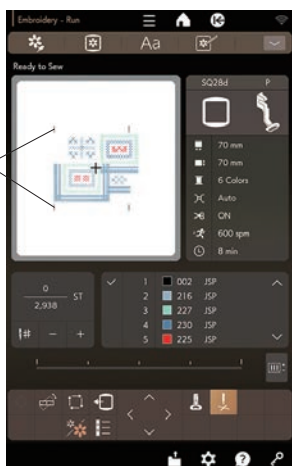 Embroidery - Run
Aa
Ready to Sew
SQ28d P
70 mm
70 mm
6 Colors
Auto
ON
600 spm
8 min
0
2,938 ST
1# - +
1 002 JSP
2 216 JSP
3 227 JSP
4 230 JSP
5 225 JSP
?